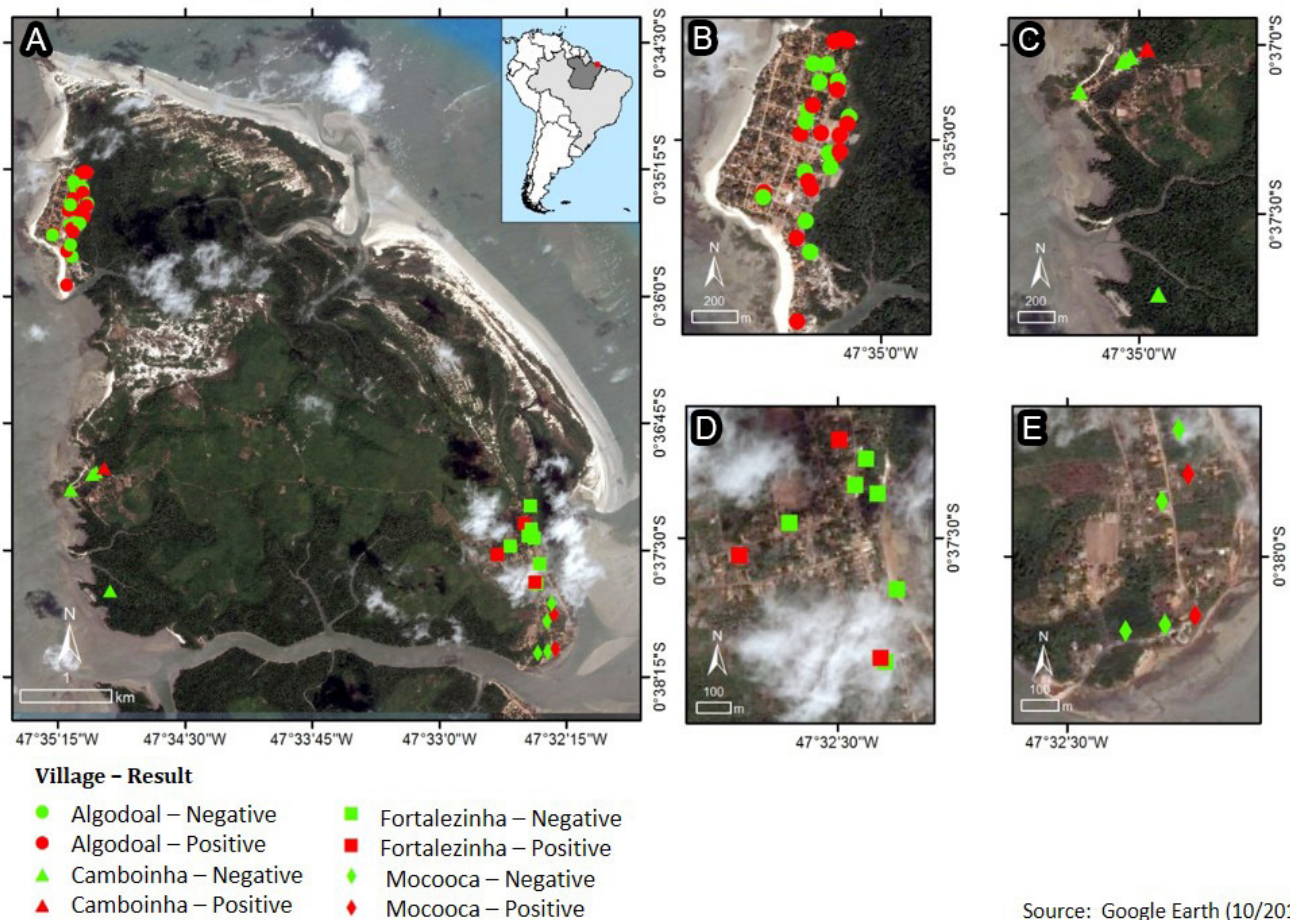 A
B
C
D
E
0°34'30"S
0°35'15"S
0°36'0"S
0°36'45"S
0°37'30"S
0°38'15"S
47°35'15"W
47°34'30"W
47°33'45"W
47°33'0"W
47°32'15"W
N
1
km
0°35'30"S
47°35'0"W
N
200
m
0°37'0"S
0°37'30"S
47°35'0"W
N
200
m
0°37'30"S
47°32'30"W
N
100
m
0°38'0"S
47°32'30"W
N
100
m
Village – Result
Algodoal – Negative
Algodoal – Positive
Camboinha – Negative
Camboinha – Positive
Fortalezinha – Negative
Fortalezinha – Positive
Mocooca – Negative
Mocooca – Positive
Source: Google Earth (10/201